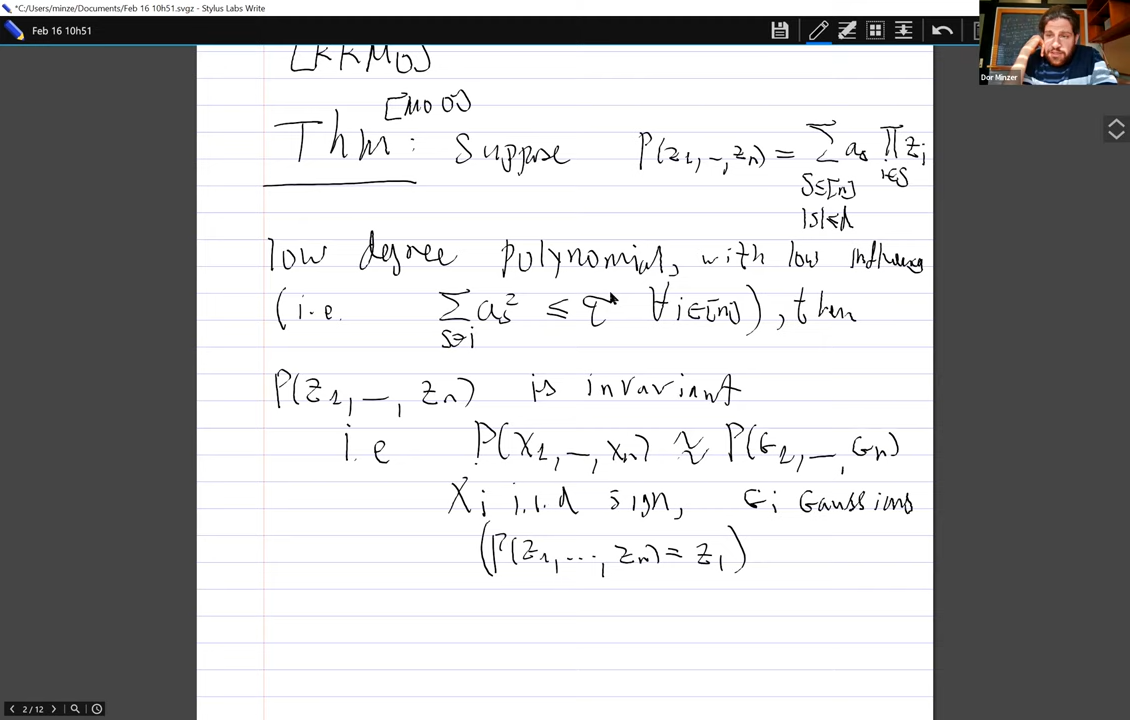 *C:/Users/minze/Documents/Feb 16 10h51.svgz - Stylus Labs Write
Feb 16 10h51
Dor Minzer
[KKMO]
[MOO]
Thm: Suppose P(z1,–,zn) = ∑ as ∏ zi
S⊆[n] i∈S
|S|≤d
low degree polynomial, with low influences
(i.e. ∑ as² ≤ τ ∀i∈[n]), then
S∋i
P(z1,–, zn) is invariant
i.e P(x1,–,xn) ≈ P(G1,–,Gn)
Xi i.i.d sign, Gi Gaussians
(P(z1,...,zn) = z1)
2 / 12